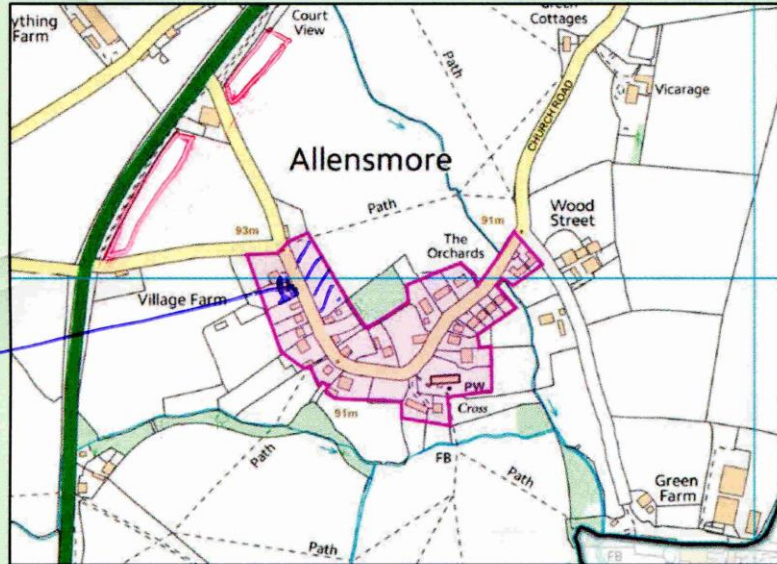 ything
Farm
Court
View
Green
Cottages
Path
Vicarage
CHURCH ROAD
Allensmore
Path
93m
91m
Wood
Street
The
Orchards
Village Farm
PW
Cross
91m
Path
FB
Path
Green
Farm
Path
FB